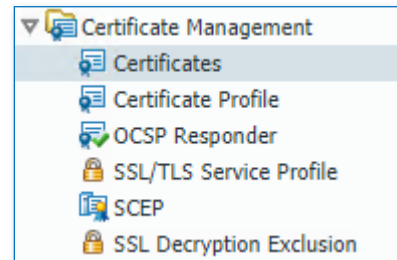 Certificate Management
Certificates
Certificate Profile
OCSP Responder
SSL/TLS Service Profile
SCEP
SSL Decryption Exclusion